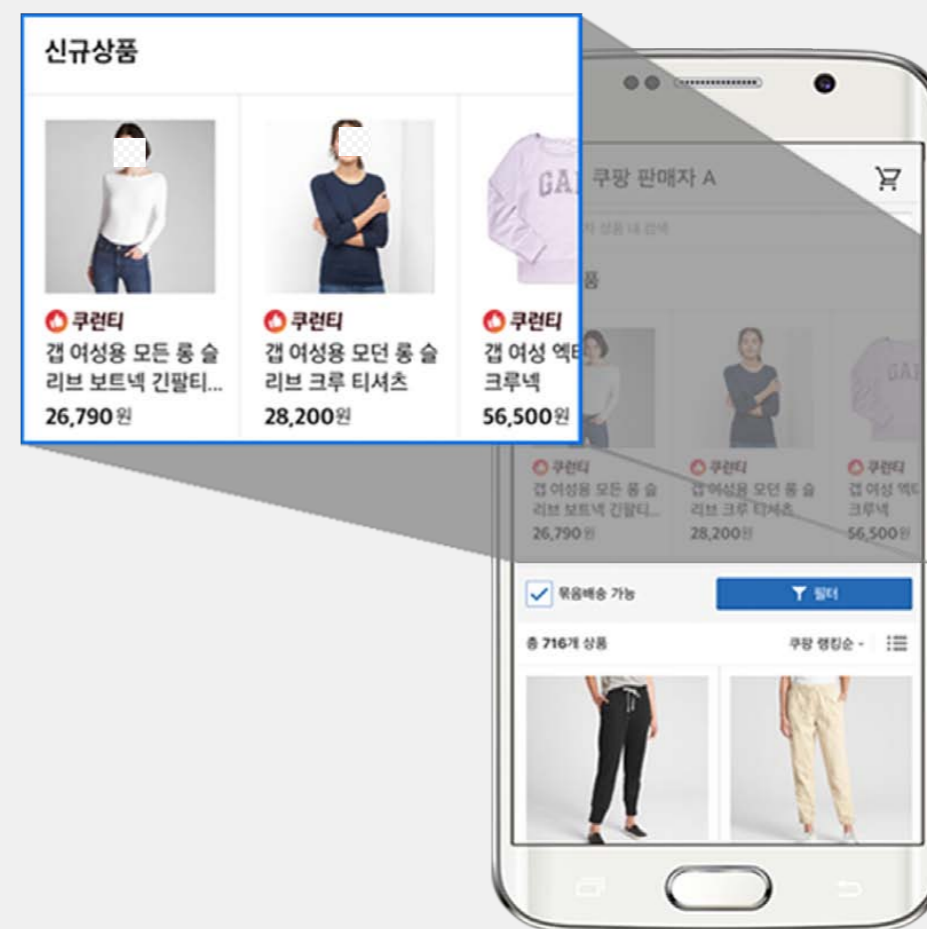 신규상품
쿠런티
갭 여성용 모든 롱 슬
리브 보트넥 긴팔티...
26,790원
쿠런티
갭 여성용 모던 롱 슬
리브 크루 티셔츠
28,200원
쿠런티
갭 여성 엑
크루넥
56,500원
GA
쿠팡 판매자 A
상품 내 검색
품
GA
쿠런티
갭 여성용 모든 롱 슬
리브 보트넥 긴팔티...
26,790원
쿠런티
갭 여성용 모던 롱 슬
리브 크루 티셔츠
28,200원
쿠런티
갭 여성 엑
크루넥
56,500원
묶음배송 가능
필터
총 716개 상품
쿠팡 랭킹순